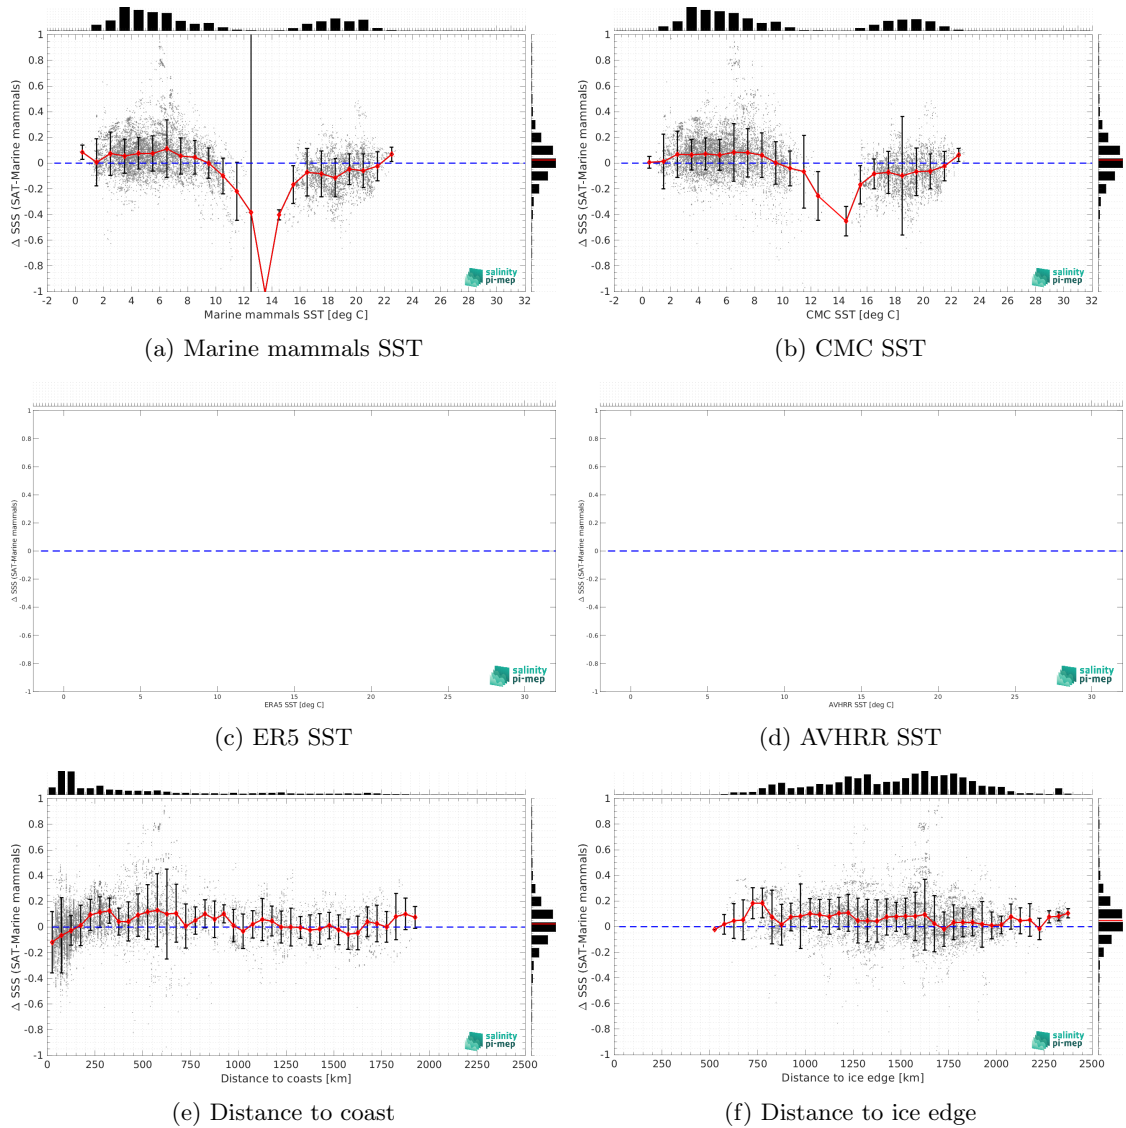 1
0.8
0.6
0.4
0.2
0
-0.2
-0.4
-0.6
-0.8
-1
Δ SSS (SAT-Marine mammals)
salinity
pi-mep
-2 0 2 4 6 8 10 12 14 16 18 20 22 24 26 28 30 32
Marine mammals SST [deg C]
(a) Marine mammals SST
1
0.8
0.6
0.4
0.2
0
-0.2
-0.4
-0.6
-0.8
-1
Δ SSS (SAT-Marine mammals)
salinity
pi-mep
-2 0 2 4 6 8 10 12 14 16 18 20 22 24 26 28 30 32
CMC SST [deg C]
(b) CMC SST
1
0.8
0.6
0.4
0.2
0
-0.2
-0.4
-0.6
-0.8
-1
Δ SSS (SAT-Marine mammals)
salinity
pi-mep
0 5 10 15 20 25 30
ERA5 SST [deg C]
(c) ER5 SST
1
0.8
0.6
0.4
0.2
0
-0.2
-0.4
-0.6
-0.8
-1
Δ SSS (SAT-Marine mammals)
salinity
pi-mep
0 5 10 15 20 25 30
AVHRR SST [deg C]
(d) AVHRR SST
1
0.8
0.6
0.4
0.2
0
-0.2
-0.4
-0.6
-0.8
-1
Δ SSS (SAT-Marine mammals)
salinity
pi-mep
0 250 500 750 1000 1250 1500 1750 2000 2250 2500
Distance to coasts [km]
(e) Distance to coast
1
0.8
0.6
0.4
0.2
0
-0.2
-0.4
-0.6
-0.8
-1
Δ SSS (SAT-Marine mammals)
salinity
pi-mep
0 250 500 750 1000 1250 1500 1750 2000 2250 2500
Distance to ice edge [km]
(f) Distance to ice edge